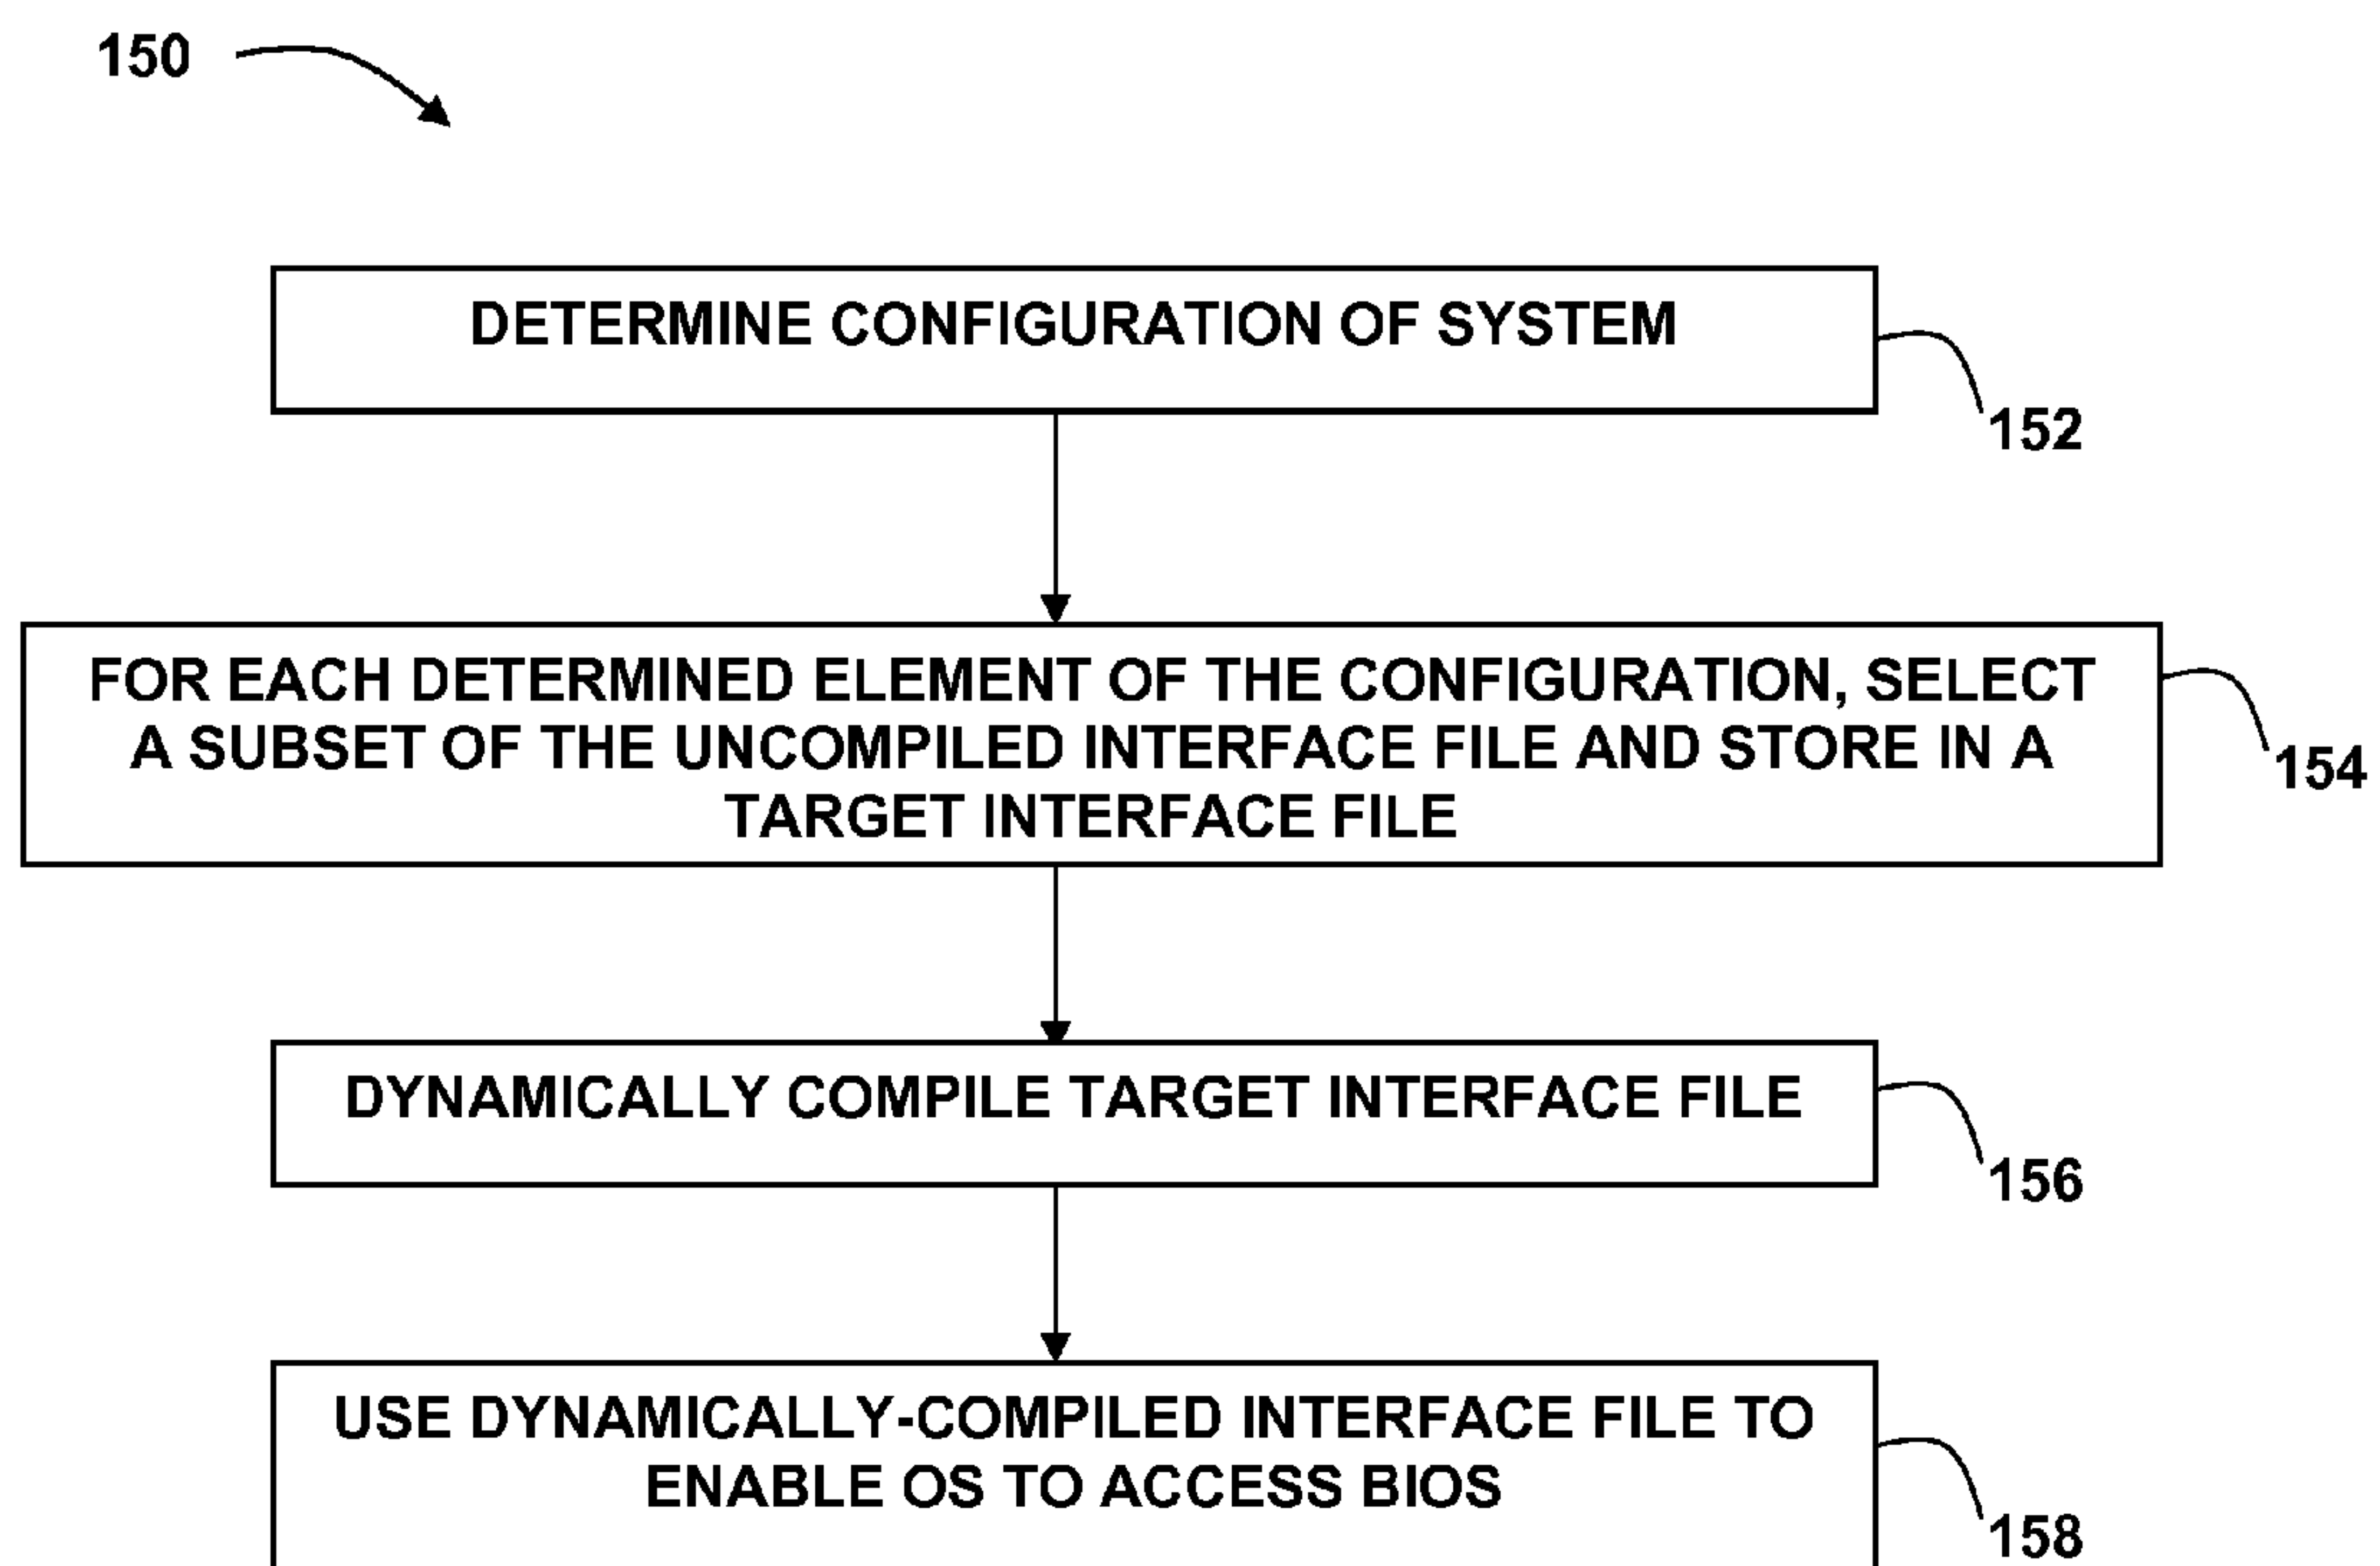 150
DETERMINE CONFIGURATION OF SYSTEM
152
FOR EACH DETERMINED ELEMENT OF THE CONFIGURATION, SELECT
A SUBSET OF THE UNCOMPILED INTERFACE FILE AND STORE IN A
TARGET INTERFACE FILE
154
DYNAMICALLY COMPILE TARGET INTERFACE FILE
156
USE DYNAMICALLY-COMPILED INTERFACE FILE TO
ENABLE OS TO ACCESS BIOS
158